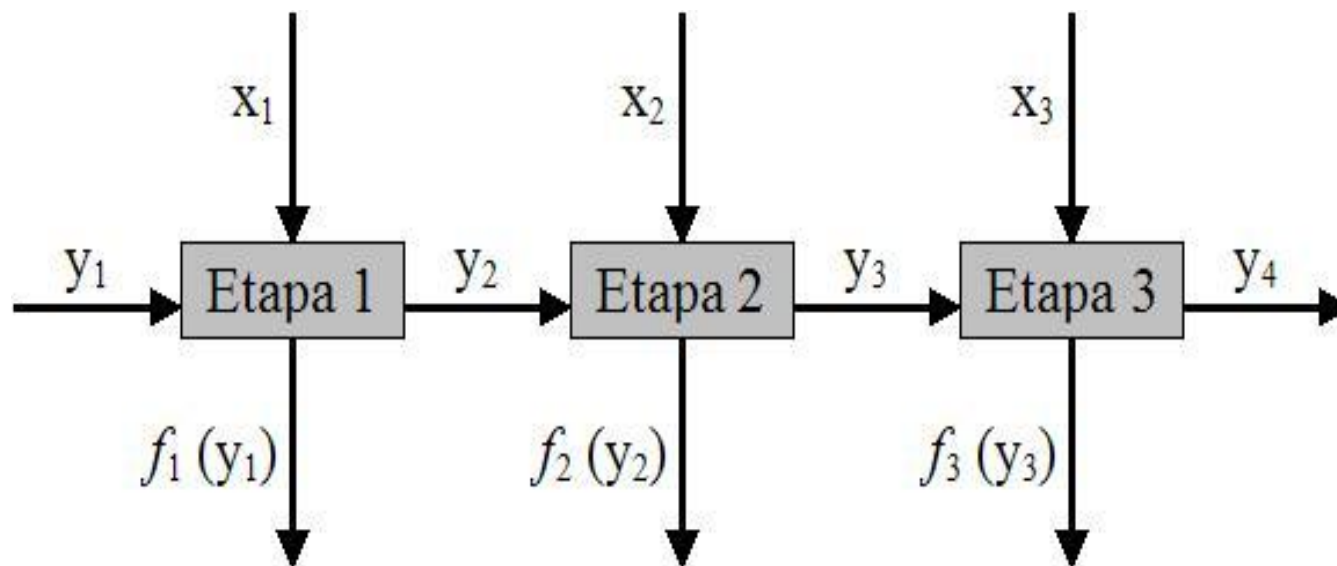 x₁ x₂ x₃
y₁ Etapa 1 y₂ Etapa 2 y₃ Etapa 3 y₄
f₁ (y₁) f₂ (y₂) f₃ (y₃)